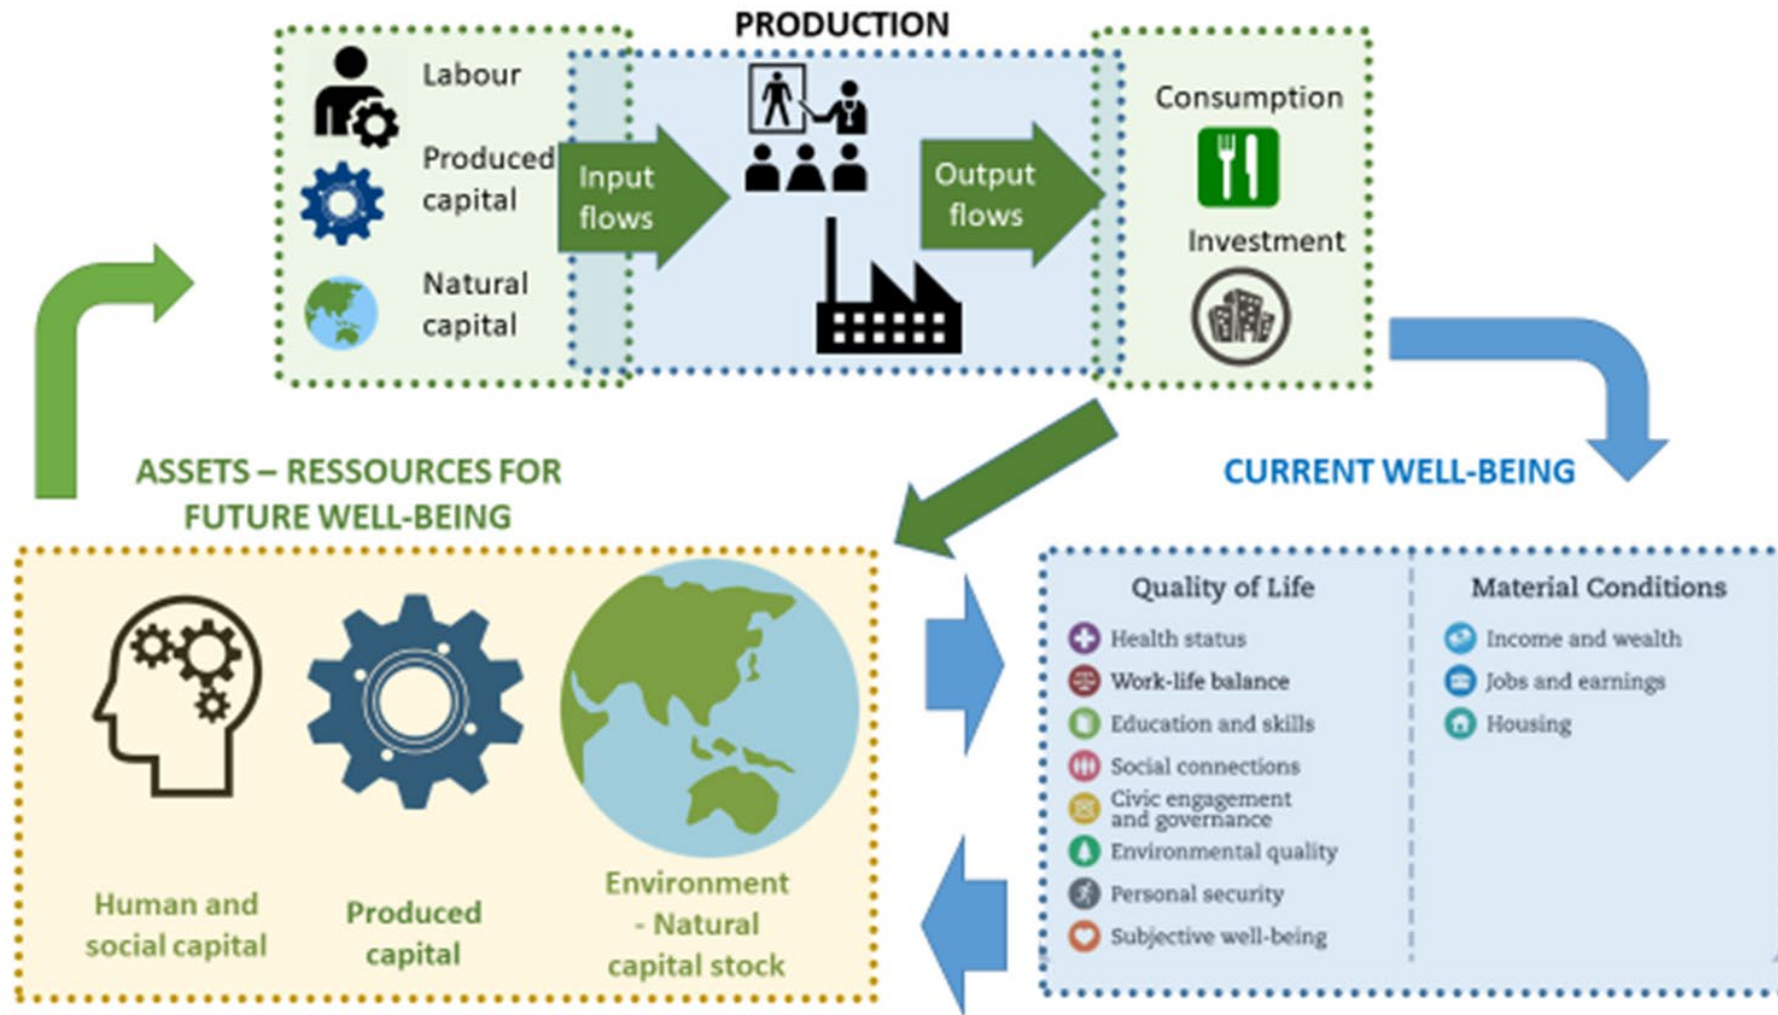 PRODUCTION
Labour
Produced
capital
Natural
capital
Input
flows
Output
flows
Consumption
Investment
ASSETS – RESSOURCES FOR
FUTURE WELL-BEING
Human and
social capital
Produced
capital
Environment
- Natural
capital stock
CURRENT WELL-BEING
Quality of Life
Health status
Work-life balance
Education and skills
Social connections
Civic engagement
and governance
Environmental quality
Personal security
Subjective well-being
Material Conditions
Income and wealth
Jobs and earnings
Housing